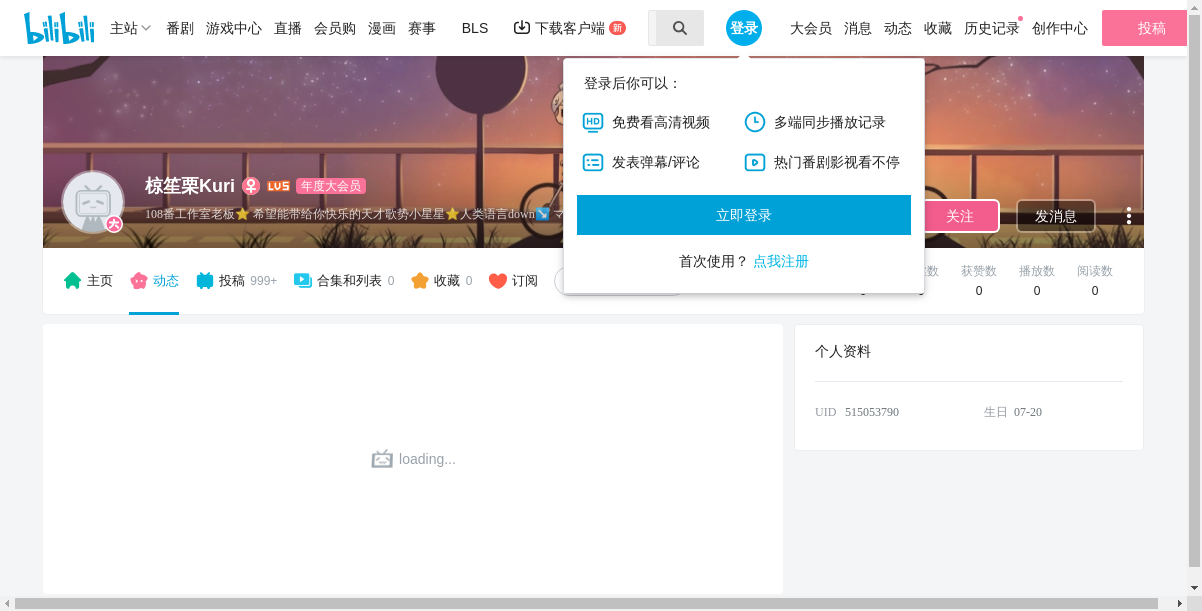 bilibili 主站 番剧 游戏中心 直播 会员购 漫画 赛事 BLS 下载客户端 新 登录 大会员 消息 动态 收藏 历史记录 创作中心 投稿
登录后你可以：
HD 免费看高清视频 多端同步播放记录
发表弹幕/评论 热门番剧影视看不停
立即登录
首次使用？ 点我注册
椋笙栗Kuri LV5 年度大会员
108番工作室老板⭐ 希望能带给你快乐的天才歌势小星星⭐人类语言down↘️ マ
大
关注 发消息
主页 动态 投稿 999+ 合集和列表 0 收藏 0 订阅
数 获赞数 播放数 阅读数
0 0 0
loading...
个人资料
UID 515053790 生日 07-20